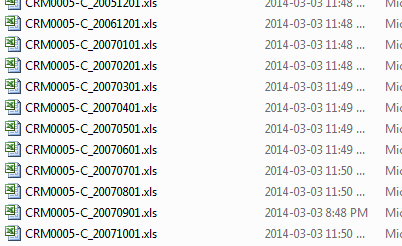 CRM0005-C_20051201.xls 2014-03-03 11:48 ... Mic
CRM0005-C_20061201.xls 2014-03-03 11:48 ... Mic
CRM0005-C_20070101.xls 2014-03-03 11:48 ... Mic
CRM0005-C_20070201.xls 2014-03-03 11:48 ... Mic
CRM0005-C_20070301.xls 2014-03-03 11:49 ... Mic
CRM0005-C_20070401.xls 2014-03-03 11:49 ... Mic
CRM0005-C_20070501.xls 2014-03-03 11:49 ... Mic
CRM0005-C_20070601.xls 2014-03-03 11:49 ... Mic
CRM0005-C_20070701.xls 2014-03-03 11:50 ... Mic
CRM0005-C_20070801.xls 2014-03-03 11:50 ... Mic
CRM0005-C_20070901.xls 2014-03-03 8:48 PM Mic
CRM0005-C_20071001.xls 2014-03-03 11:50 ... Mic